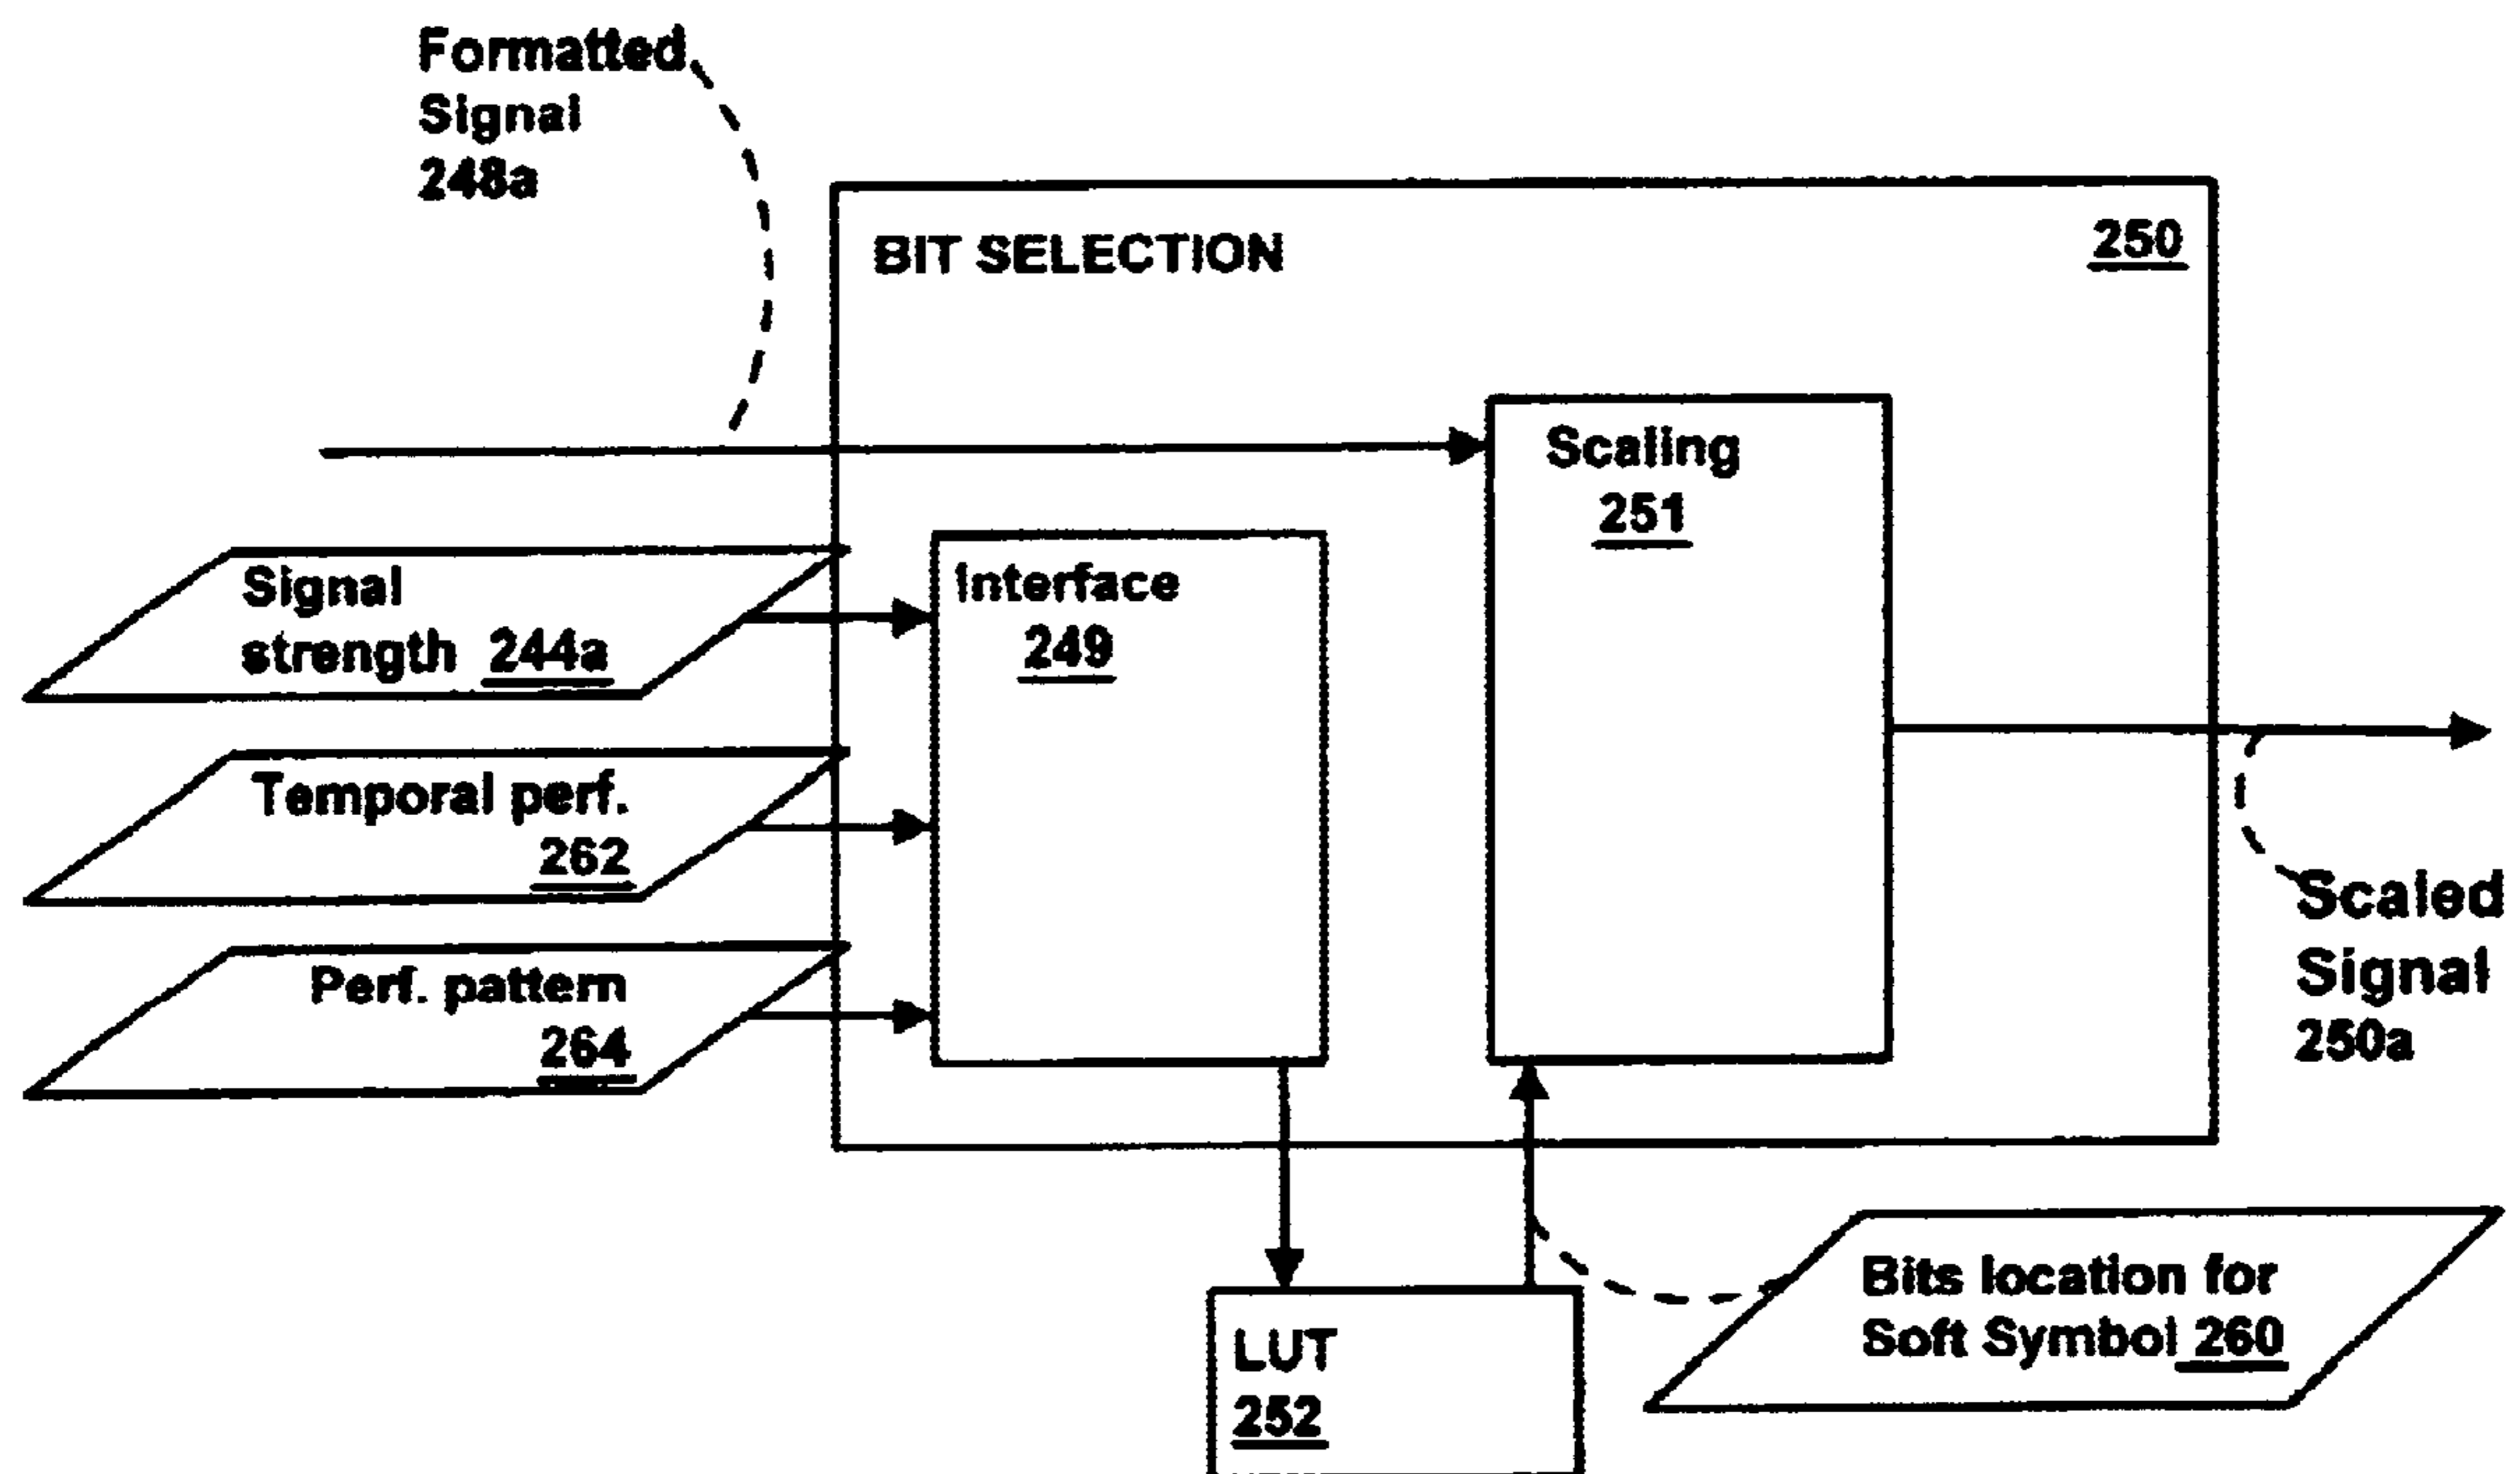 Formatted
Signal
248a
BIT SELECTION
250
Scaling
251
Signal
strength 244a
Interface
249
Temporal perf.
262
Perf. pattern
264
Scaled
Signal
250a
Bits location for
Soft Symbol 260
LUT
252